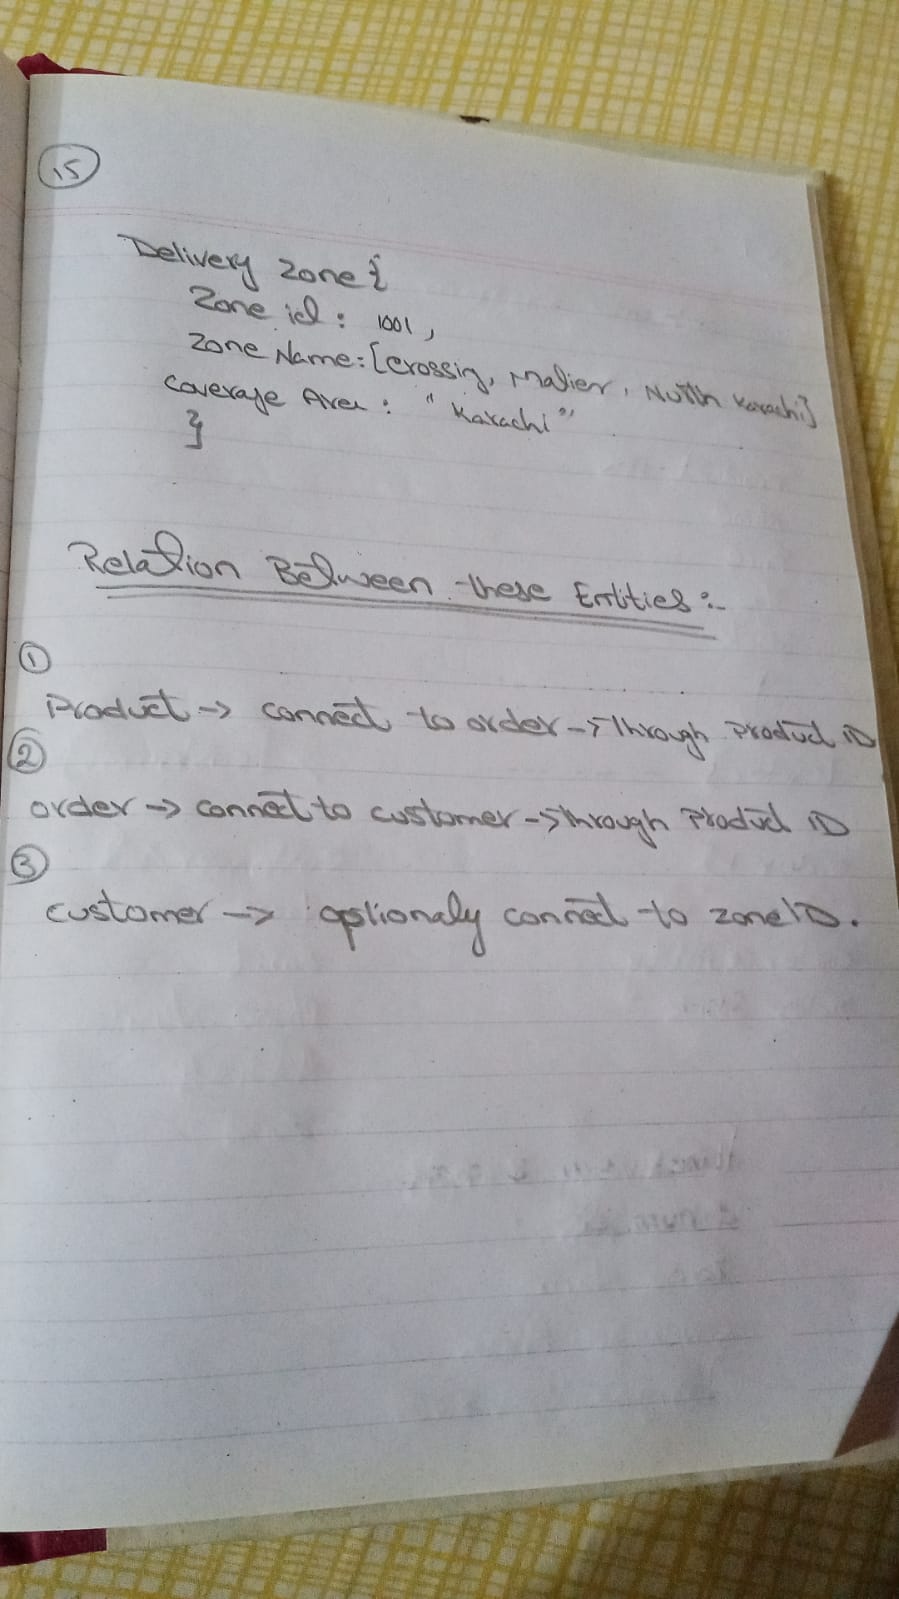 15
Delivery Zone {
Zone id : 1001 ,
Zone Name : [crossing, Malier, North Karachi]
Coverage Area : "Karachi"
}
Relation Between these Entities :-
①
Product -> connect to order -> Through Product ID
②
order -> connect to customer -> Through Product ID
③
customer -> optionaly connect to zone ID.